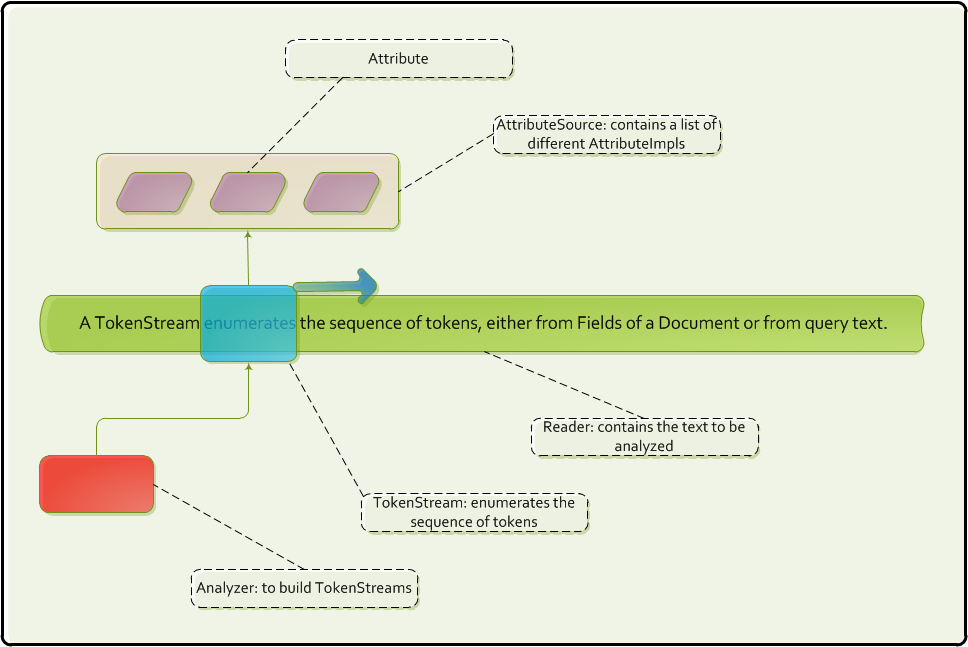 Attribute
AttributeSource: contains a list of
different AttributeImpls
A TokenStream enumerates the sequence of tokens, either from Fields of a Document or from query text.
Reader: contains the text to be
analyzed
TokenStream: enumerates the
sequence of tokens
Analyzer: to build TokenStreams